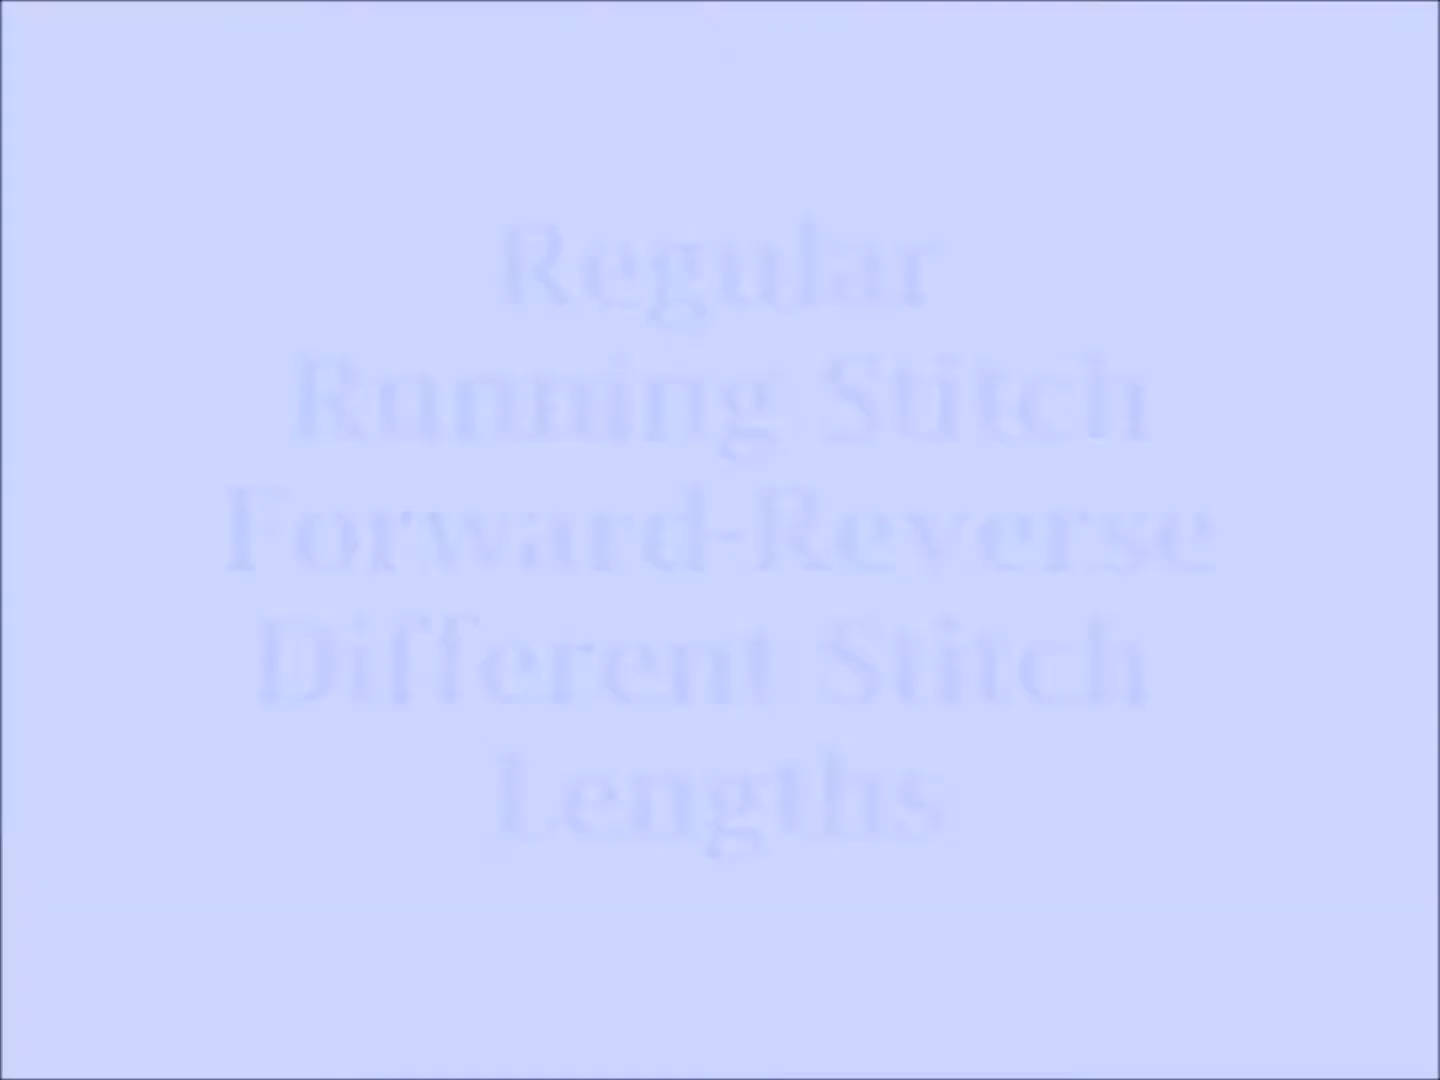 Regular
Running Stitch
Forward-Reverse
Different Stitch
Lengths